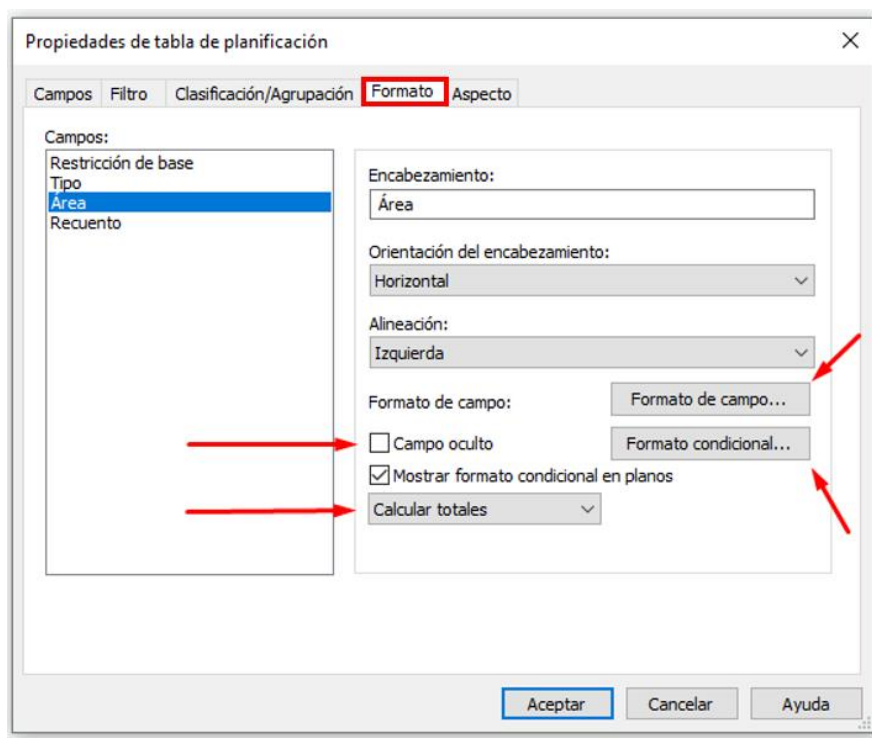 Propiedades de tabla de planificación
Campos Filtro Clasificación/Agrupación Formato Aspecto
Campos:
Restricción de base
Tipo
Área
Recuento
Encabezamiento:
Área
Orientación del encabezamiento:
Horizontal
Alineación:
Izquierda
Formato de campo: Formato de campo...
Campo oculto Formato condicional...
Mostrar formato condicional en planos
Calcular totales
Aceptar Cancelar Ayuda